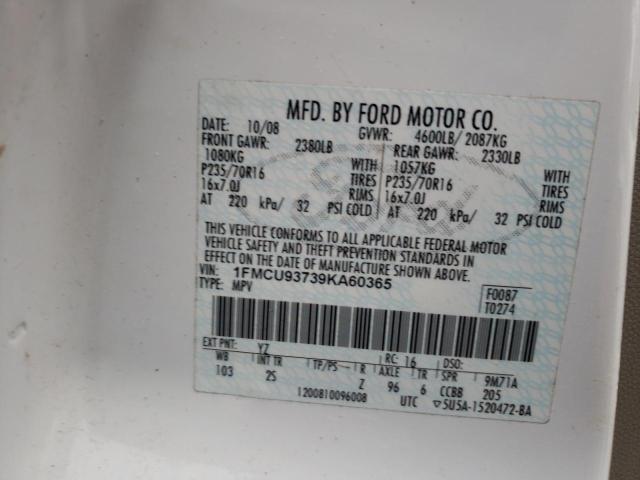 MFD. BY FORD MOTOR CO.
DATE: 10/08 GVWR: 4600LB/ 2087KG
FRONT GAWR: 2380LB REAR GAWR: 2330LB
1080KG WITH 1057KG WITH
P235/70R16 TIRES P235/70R16 TIRES
16x7.0J RIMS 16x7.0J RIMS
AT 220 kPa/ 32 PSI COLD AT 220 kPa/ 32 PSI COLD
THIS VEHICLE CONFORMS TO ALL APPLICABLE FEDERAL MOTOR
VEHICLE SAFETY AND THEFT PREVENTION STANDARDS IN
EFFECT ON THE DATE OF MANUFACTURE SHOWN ABOVE.
VIN: 1FMCU93739KA60365 F0087
TYPE: MPV T0274
EXT PNT: YZ RC: 16 DSO:
WB INT TR TP/PS R AXLE TR SPR 9M71A
103 2S Z 96 6 CCBB 205
1200810096008 UTC ▽5U5A-1520472-BA